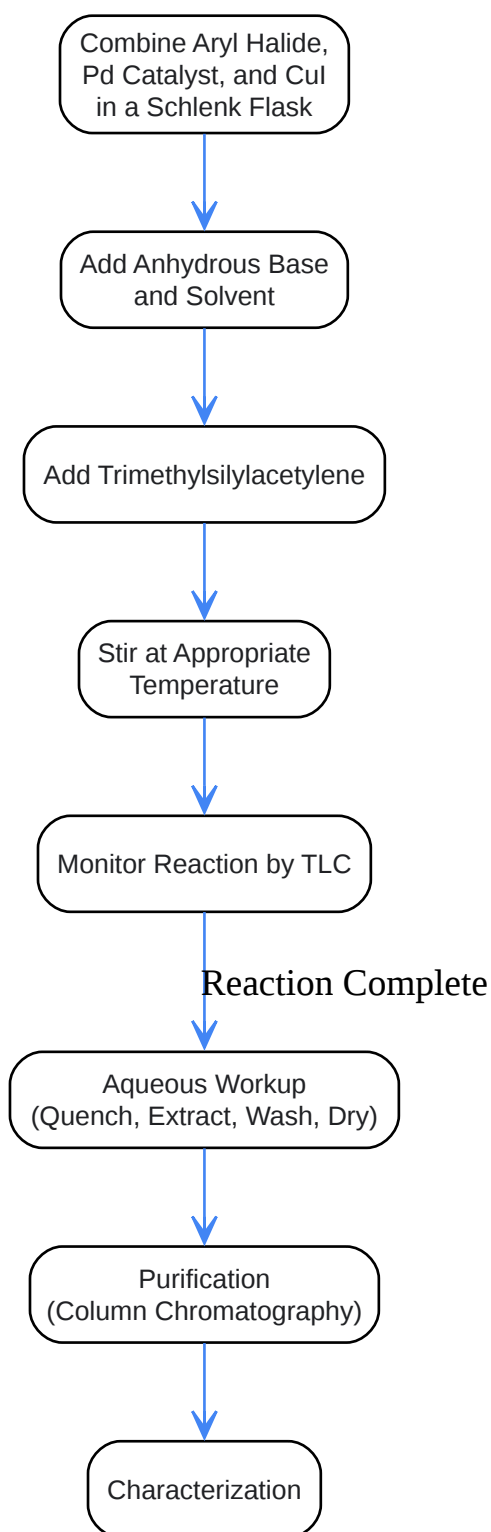 Combine Aryl Halide,
Pd Catalyst, and CuI
in a Schlenk Flask
Add Anhydrous Base
and Solvent
Add Trimethylsilylacetylene
Stir at Appropriate
Temperature
Monitor Reaction by TLC
Reaction Complete
Aqueous Workup
(Quench, Extract, Wash, Dry)
Purification
(Column Chromatography)
Characterization